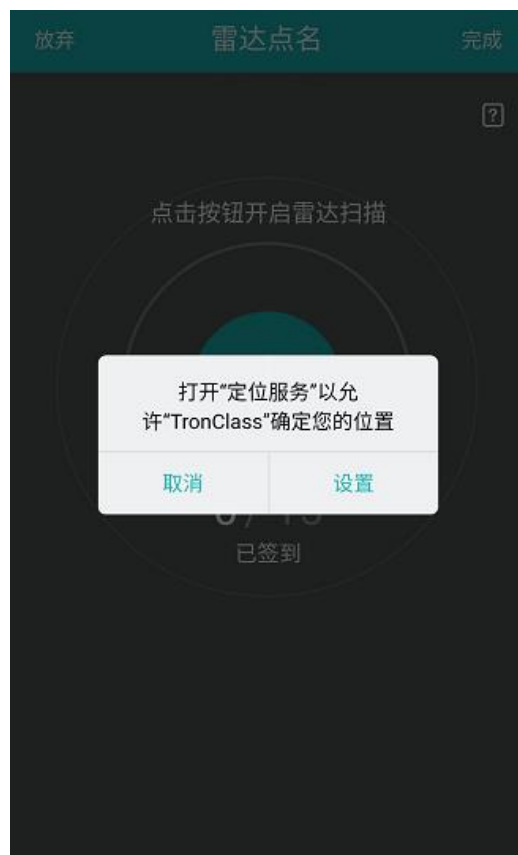 放弃 雷达点名 完成
?
点击按钮开启雷达扫描
打开“定位服务”以允
许“TronClass”确定您的位置
取消 设置
已签到